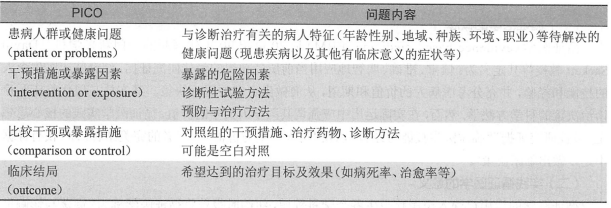 PICO 问题内容
患病人群或健康问题 与诊断治疗有关的病人特征(年龄性别、地域、种族、环境、职业)等待解决的
(patient or problems) 健康问题(现患疾病以及其他有临床意义的症状等)
干预措施或暴露因素 暴露的危险因素
(intervention or exposure) 诊断性试验方法
预防与治疗方法
比较干预或暴露措施 对照组的干预措施、治疗药物、诊断方法
(comparison or control) 可能是空白对照
临床结局 希望达到的治疗目标及效果(如病死率、治愈率等)
(outcome)